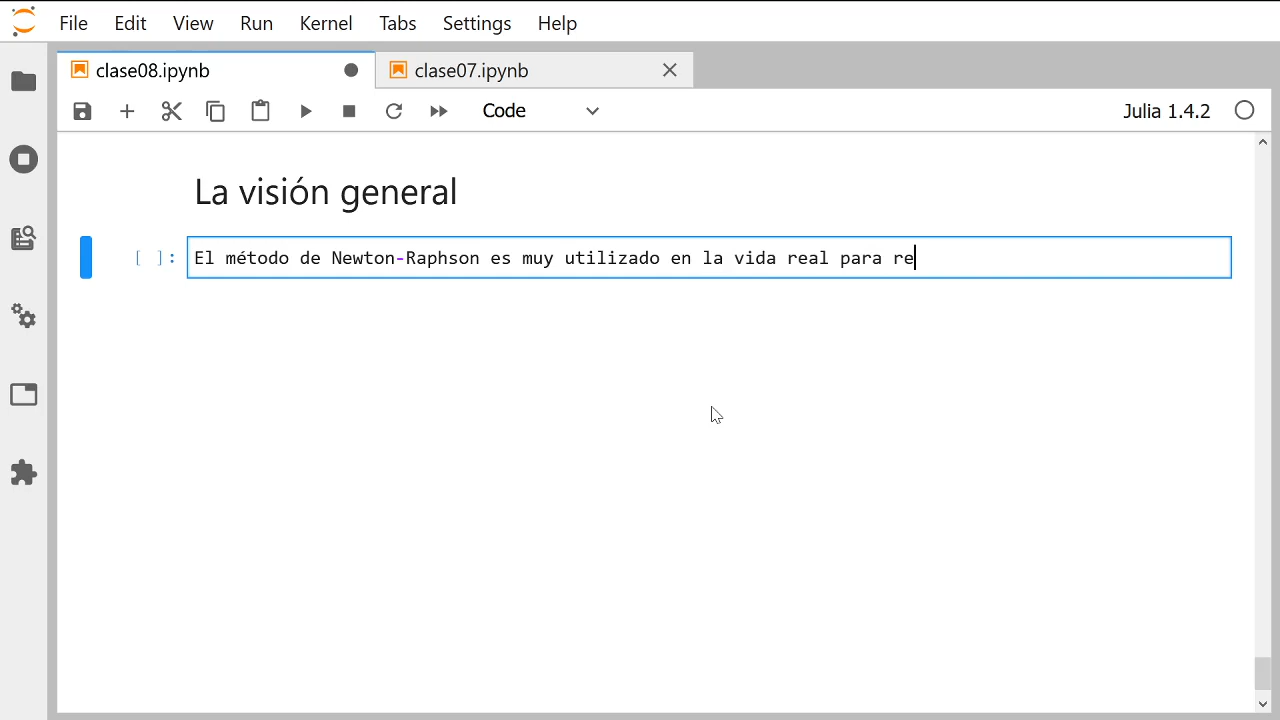 File Edit View Run Kernel Tabs Settings Help
clase08.ipynb clase07.ipynb
Code Julia 1.4.2
La visión general
[ ]: El método de Newton-Raphson es muy utilizado en la vida real para re